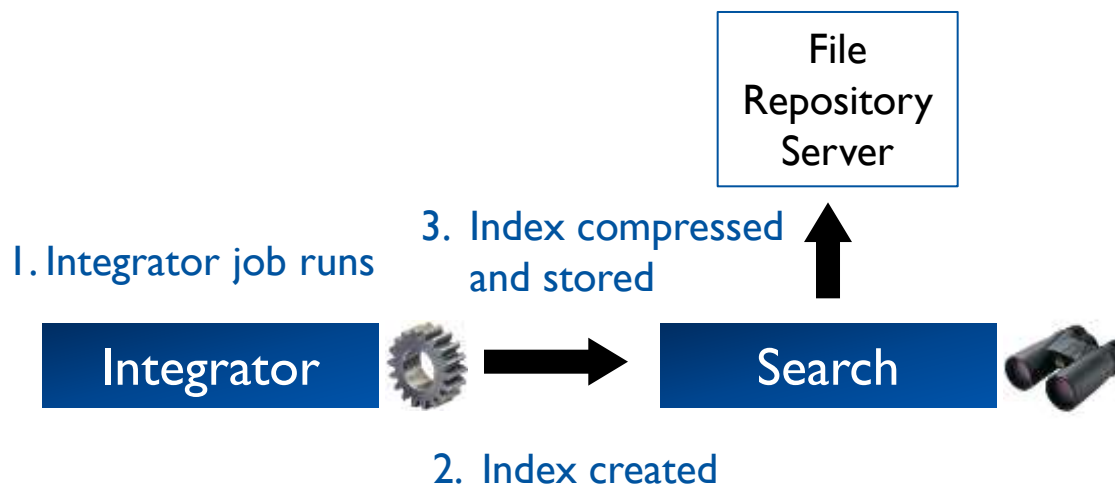 File
Repository
Server
3. Index compressed
and stored
1. Integrator job runs
Integrator
Search
2. Index created